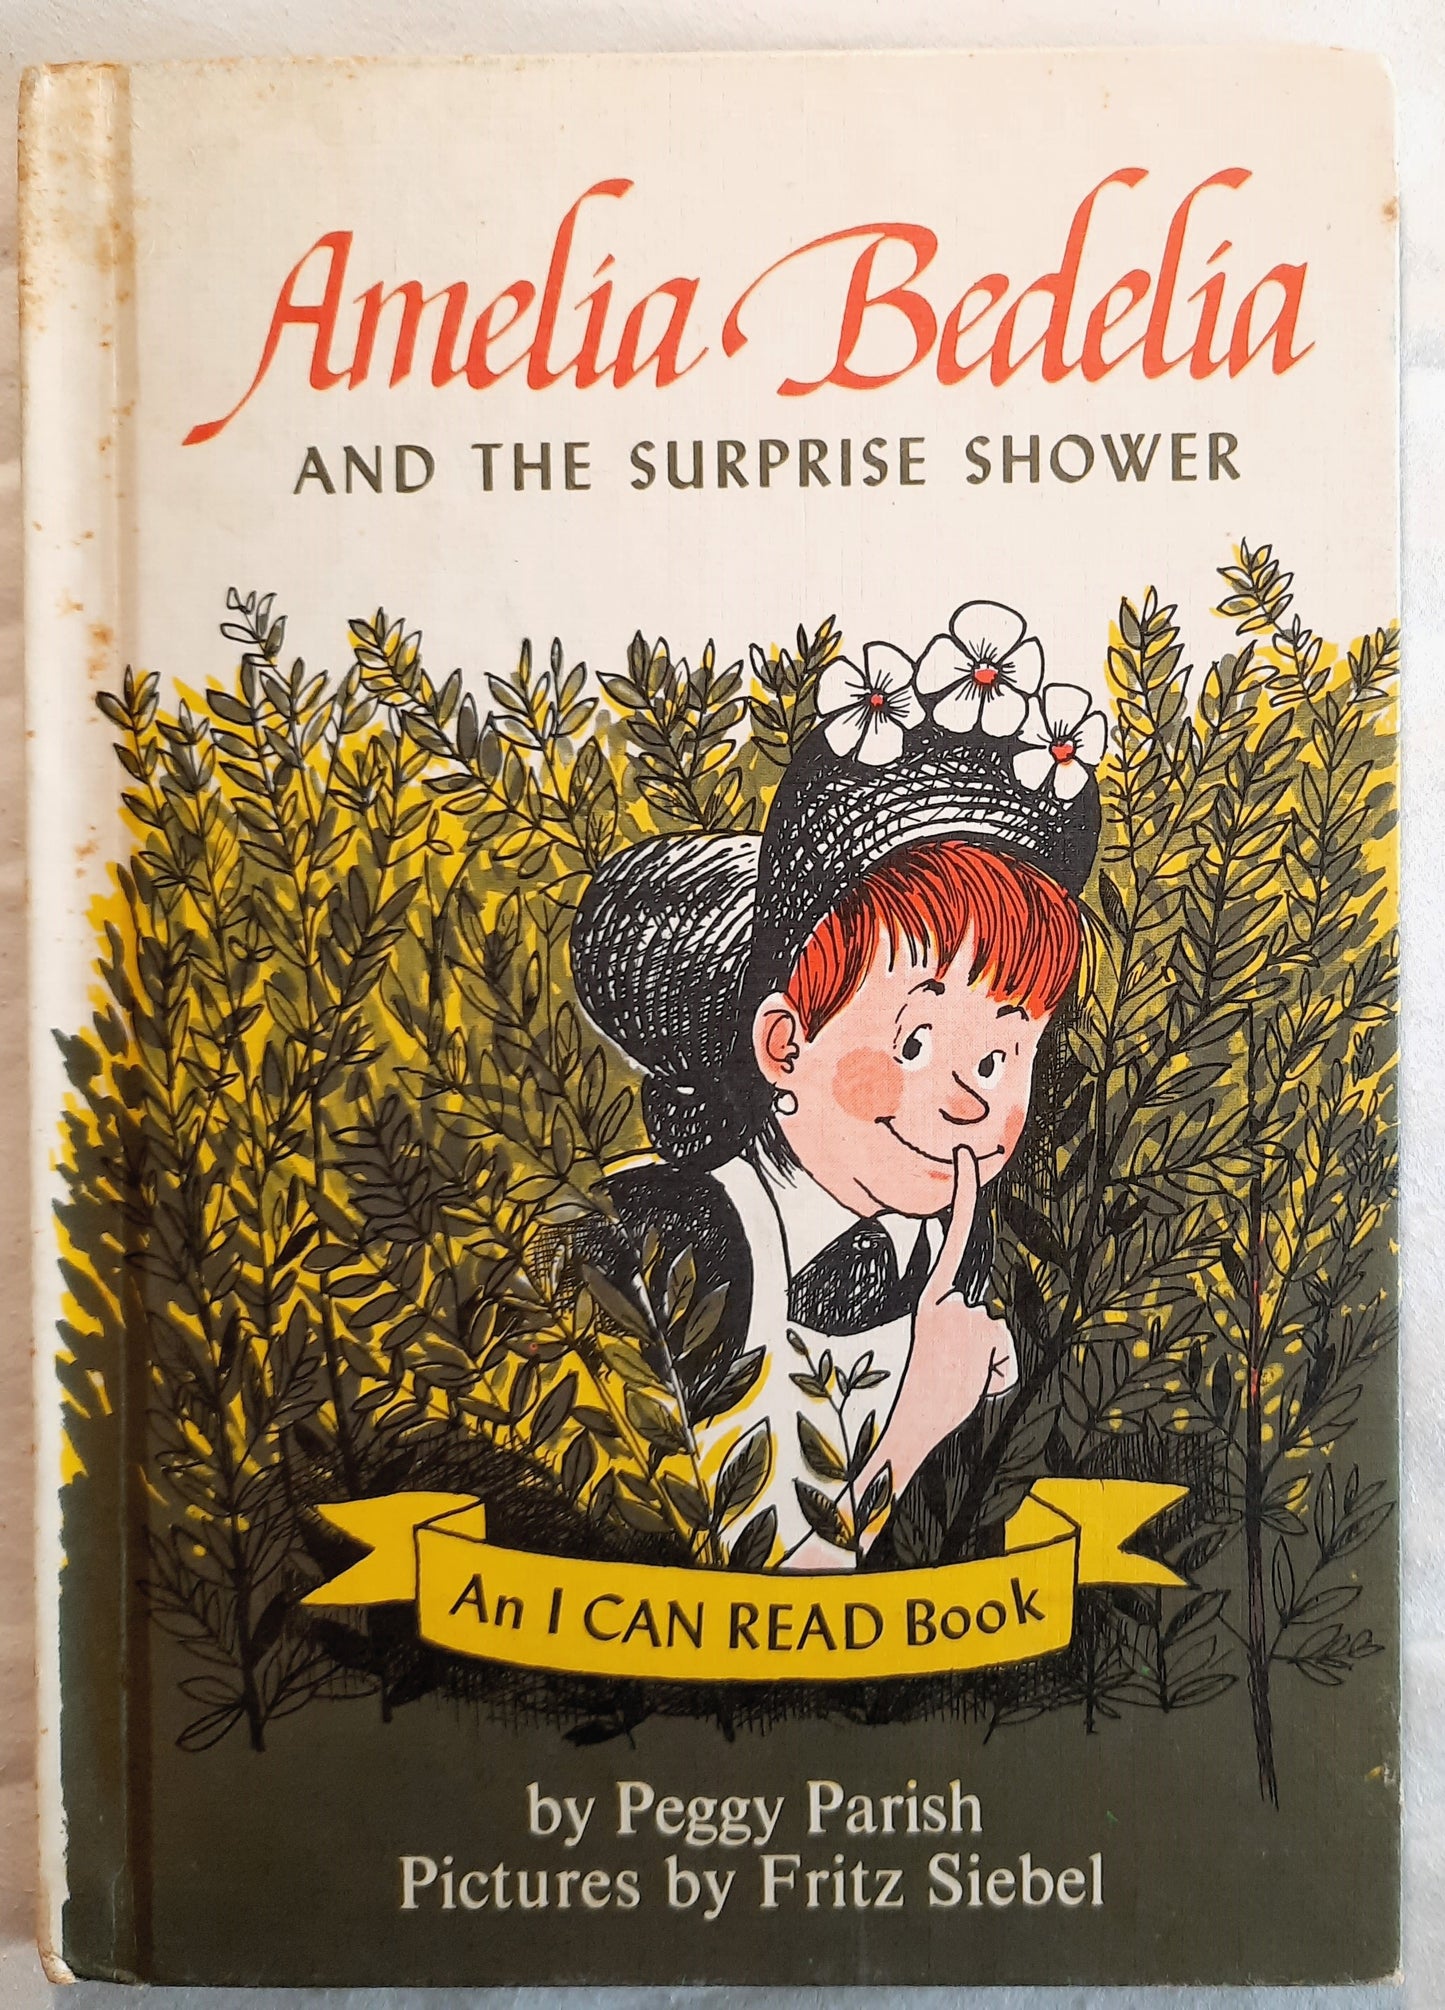 Amelia Bedelia
AND THE SURPRISE SHOWER
An I CAN READ Book
by Peggy Parish
Pictures by Fritz Siebel